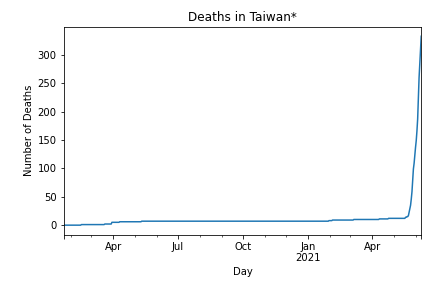 Deaths in Taiwan*
Number of Deaths
300
250
200
150
100
50
0
Apr
Jul
Oct
Jan
2021
Apr
Day